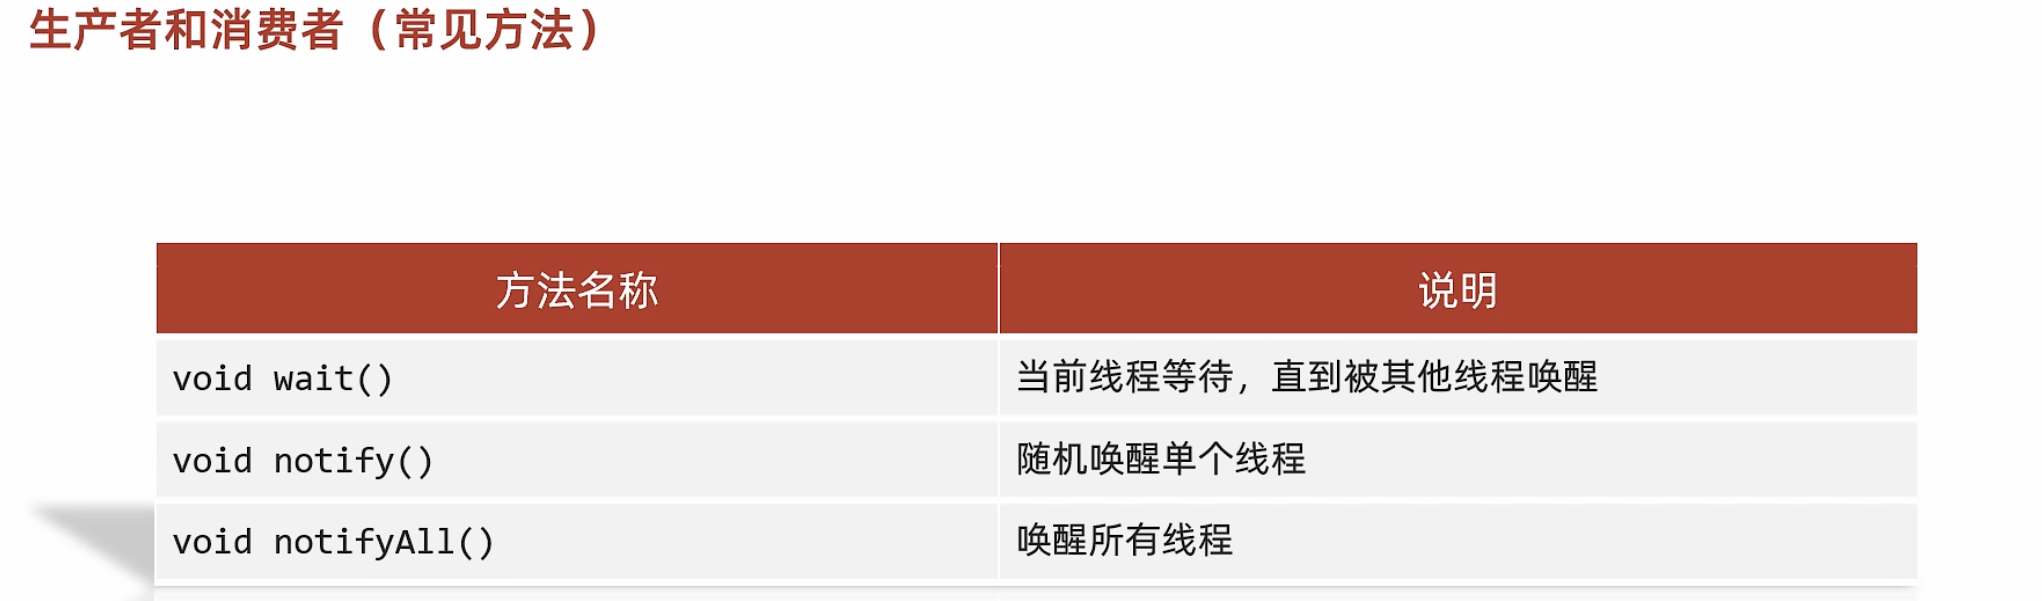 生产者和消费者（常见方法）
方法名称 说明
void wait() 当前线程等待，直到被其他线程唤醒
void notify() 随机唤醒单个线程
void notifyAll() 唤醒所有线程